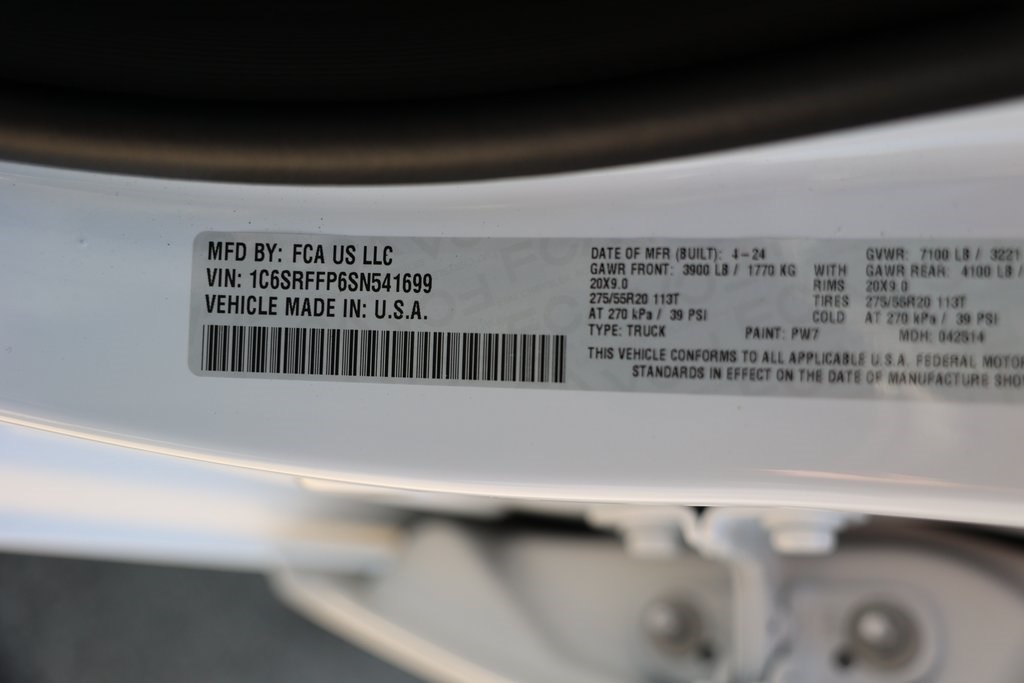 MFD BY: FCA US LLC
VIN: 1C6SRFFP6SN541699
VEHICLE MADE IN: U.S.A.
DATE OF MFR (BUILT): 4-24 GVWR: 7100 LB / 3221
GAWR FRONT: 3900 LB / 1770 KG WITH GAWR REAR: 4100 LB /
20X9.0 RIMS 20X9.0
275/55R20 113T TIRES 275/55R20 113T
AT 270 kPa / 39 PSI COLD AT 270 kPa / 39 PSI
TYPE: TRUCK PAINT: PW7 MDH: 042514
THIS VEHICLE CONFORMS TO ALL APPLICABLE U.S.A. FEDERAL MOTOR
STANDARDS IN EFFECT ON THE DATE OF MANUFACTURE SHO